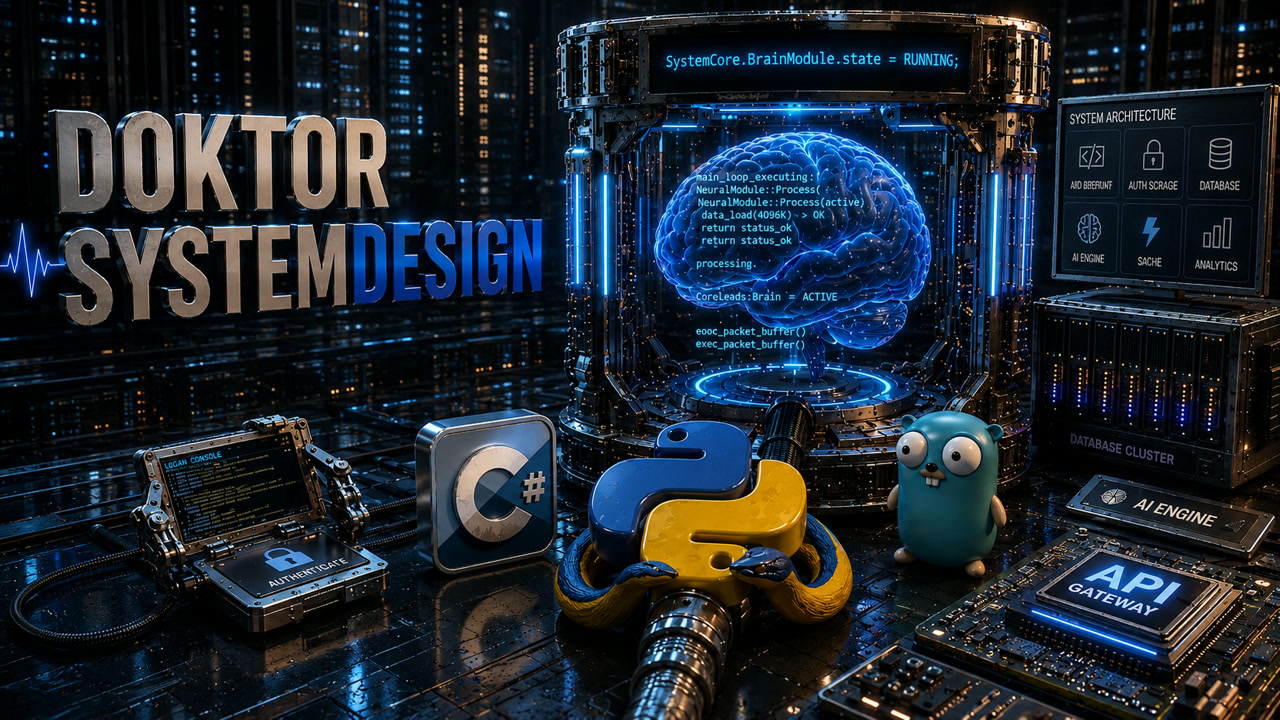 DOKTOR
SYSTEMDESIGN
SystemCore.BrainModule.state = RUNNING;
main_loop_executing:
NeuralModule::Process(
NeuralModule::Process(active)
data_load(4096K) -> OK
return status_ok
return status_ok
processing.
CoreLeads:Brain = ACTIVE
eooc_packet_buffer()
exec_packet_buffer()
SYSTEM ARCHITECTURE
</>
AUTH SCRAGE
DATABASE
AI ENGINE
SACHE
ANALYTICS
DATABASE CLUSTER
LOGAN CONSOLE
AUTHENTICATE
C#
AI ENGINE
API
GATEWAY